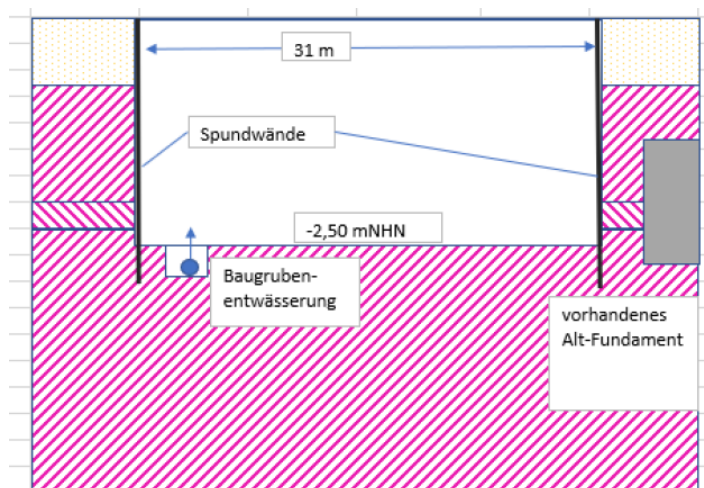 31 m
Spundwände
-2,50 mNHN
Baugruben-
entwässerung
vorhandenes
Alt-Fundament